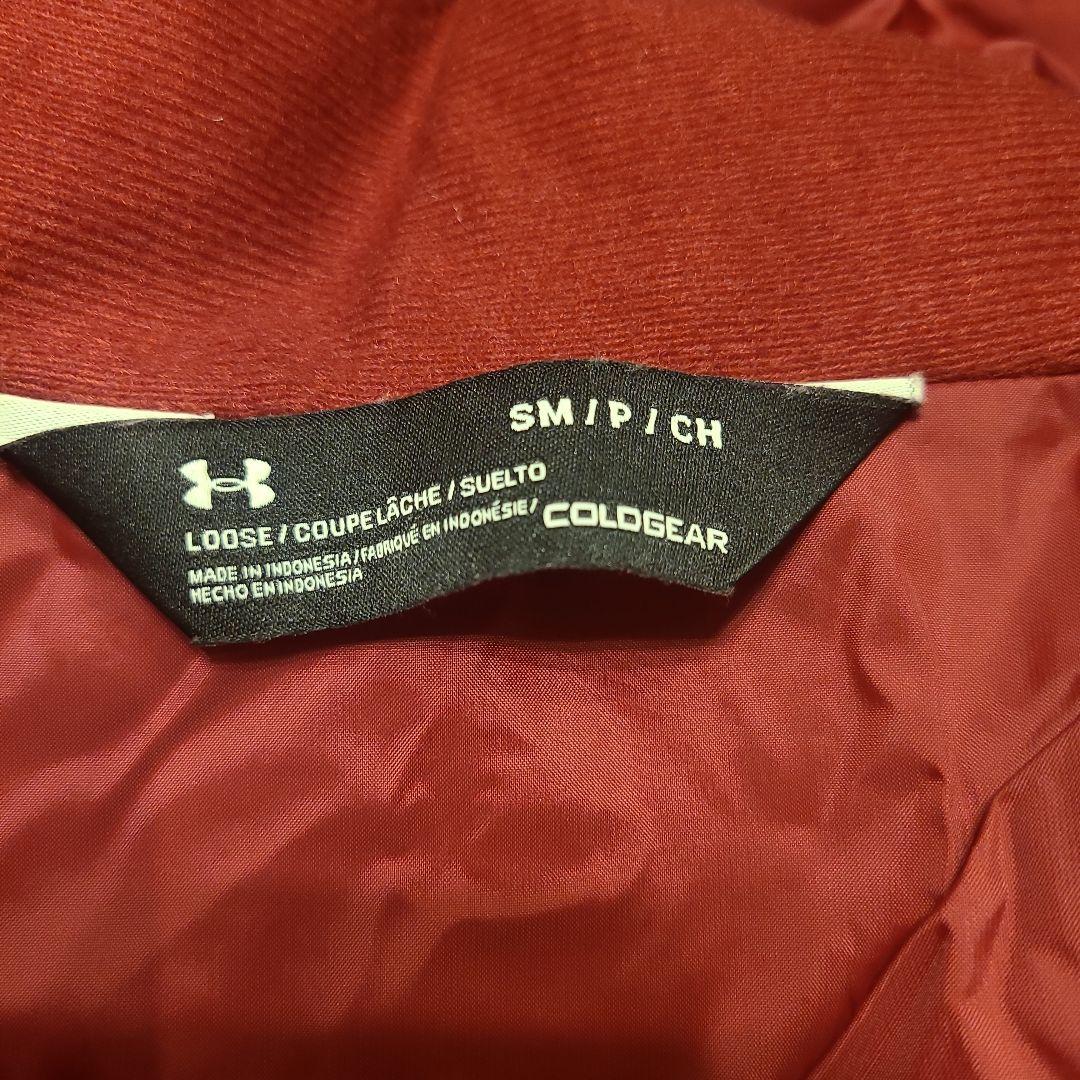 SM / P / CH
LOOSE / COUPE LÂCHE / SUELTO
MADE IN INDONESIA / FABRIQUÉ EN INDONÉSIE /
HECHO EN INDONESIA
COLDGEAR